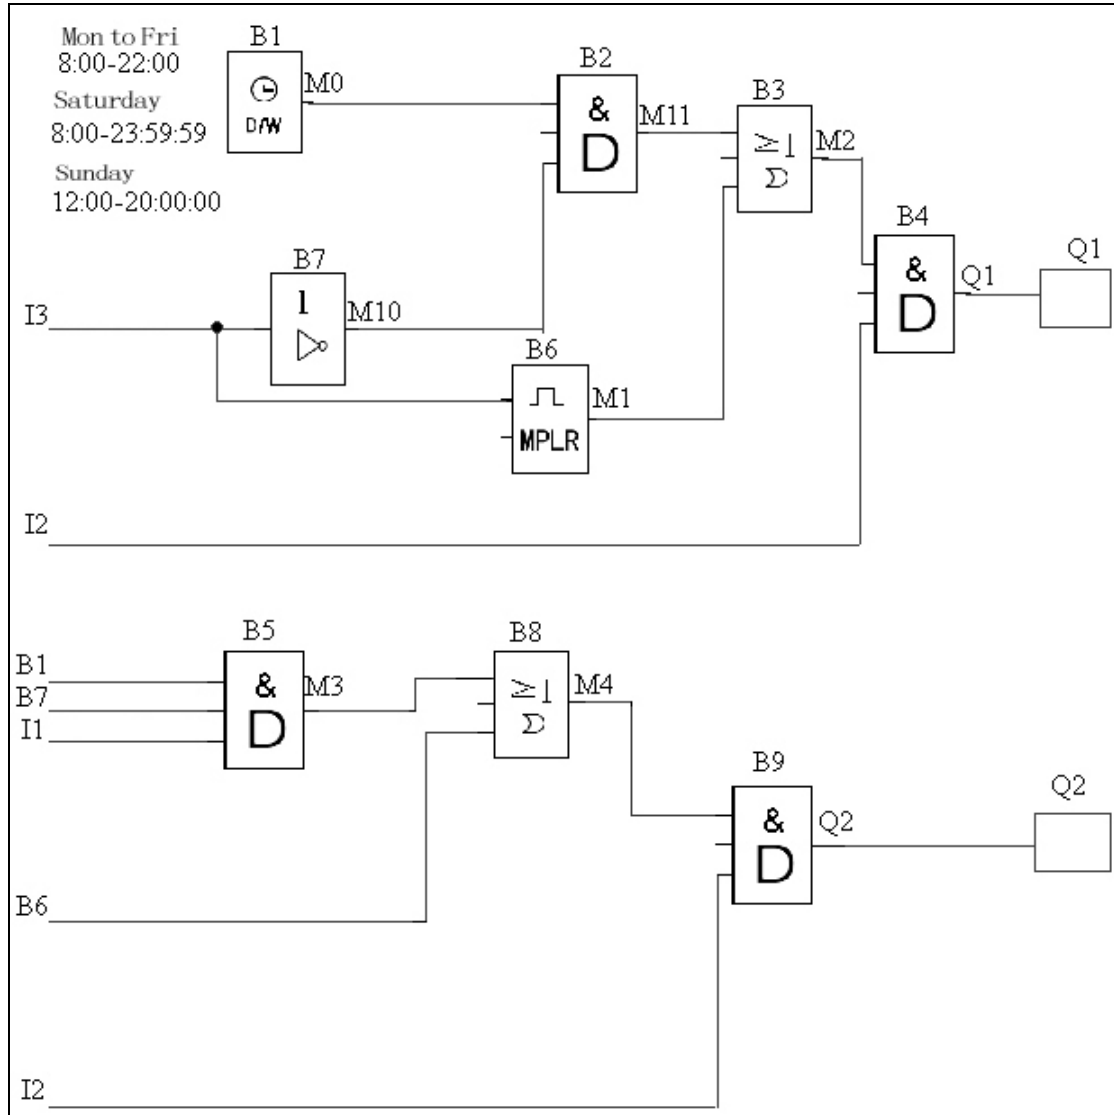 Mon to Fri
8:00-22:00
Saturday
8:00-23:59:59
Sunday
12:00-20:00:00
B1
D/W
M0
B2
&
D
M11
B3
≥1
Σ
M2
B4
&
D
Q1
Q1
I3
B7
1
M10
B6
MPLR
M1
I2
B5
B1
B7
I1
&
D
M3
B8
≥1
Σ
M4
B9
&
D
Q2
Q2
B6
I2